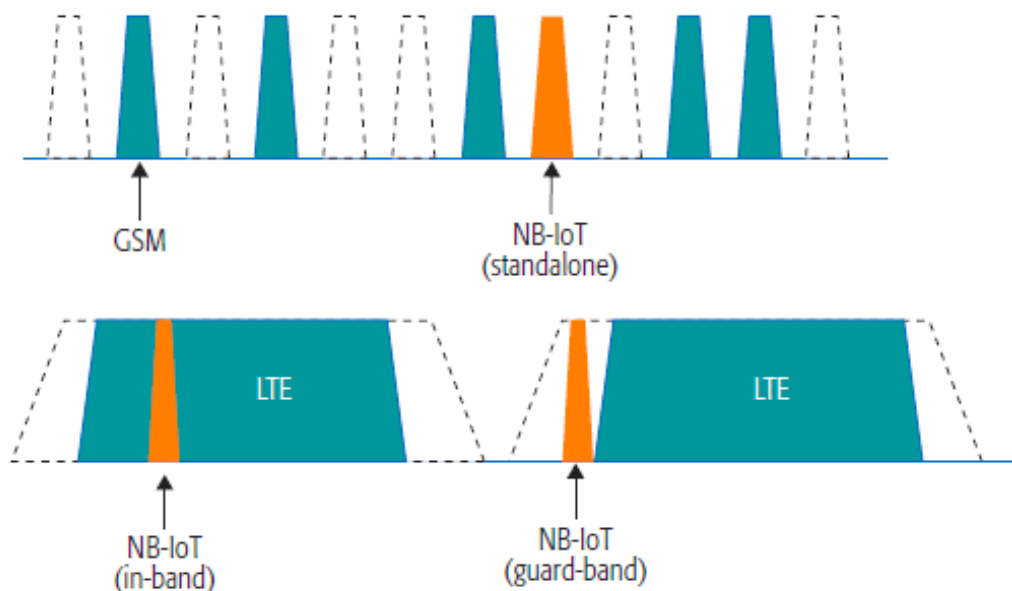 GSM
NB-IoT
(standalone)
LTE
LTE
NB-IoT
(in-band)
NB-IoT
(guard-band)